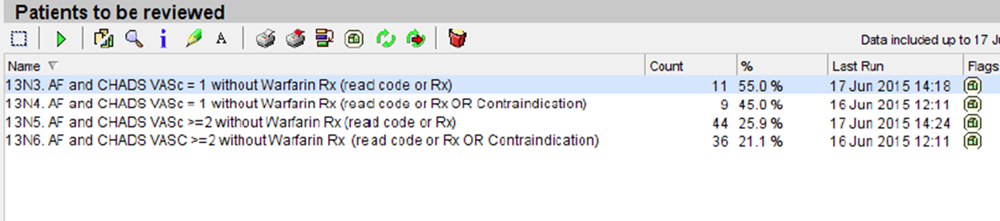 Patients to be reviewed
A
Data included up to 17 Ju
Name Count % Last Run Flags
13N3. AF and CHADS VASc = 1 without Warfarin Rx (read code or Rx) 11 55.0 % 17 Jun 2015 14:18
13N4. AF and CHADS VASc = 1 without Warfarin Rx (read code or Rx OR Contraindication) 9 45.0 % 16 Jun 2015 12:11
13N5. AF and CHADS VASc >=2 without Warfarin Rx (read code or Rx) 44 25.9 % 17 Jun 2015 14:24
13N6. AF and CHADS VASC >=2 without Warfarin Rx (read code or Rx OR Contraindication) 36 21.1 % 16 Jun 2015 12:11